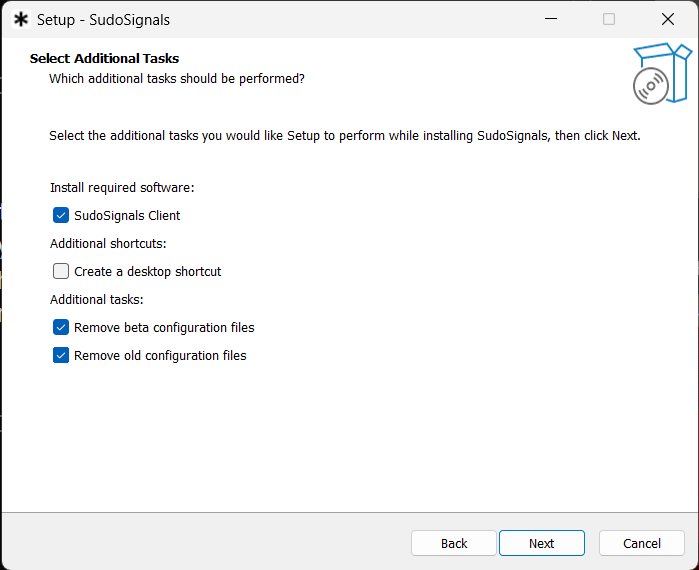 Setup - SudoSignals
Select Additional Tasks
Which additional tasks should be performed?
Select the additional tasks you would like Setup to perform while installing SudoSignals, then click Next.
Install required software:
SudoSignals Client
Additional shortcuts:
Create a desktop shortcut
Additional tasks:
Remove beta configuration files
Remove old configuration files
Back Next Cancel